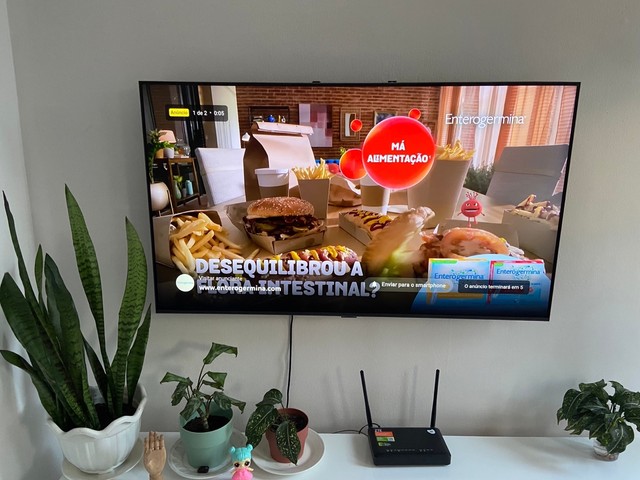 Anúncio 1 de 2 • 0:05
Enterogermina
MÁ
ALIMENTAÇÃO
DESEQUILIBROU A
FLORA INTESTINAL?
Visitar anunciante
www.enterogermina.com
Enviar para o smartphone
O anúncio terminará em 5
Enterogermina
Enterogermina